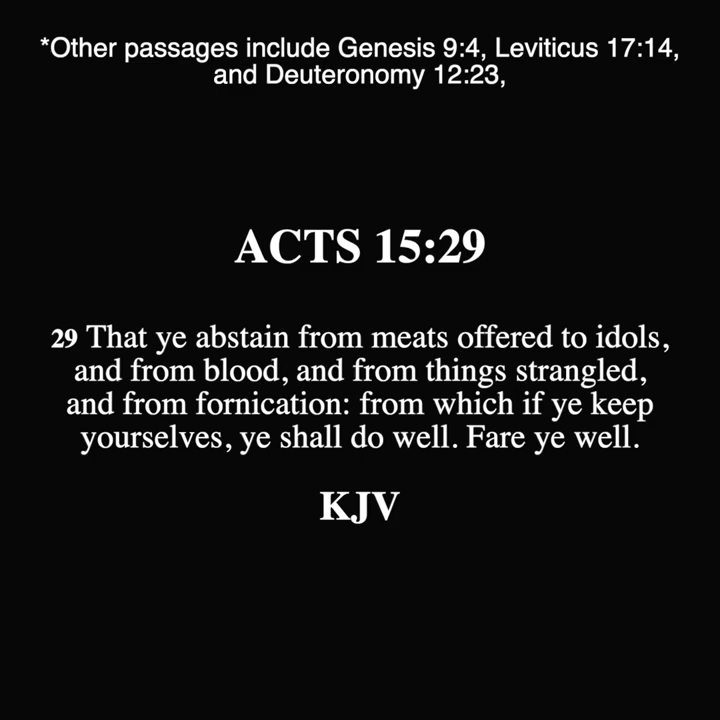 *Other passages include Genesis 9:4, Leviticus 17:14,
and Deuteronomy 12:23,
ACTS 15:29
29 That ye abstain from meats offered to idols,
and from blood, and from things strangled,
and from fornication: from which if ye keep
yourselves, ye shall do well. Fare ye well.
KJV